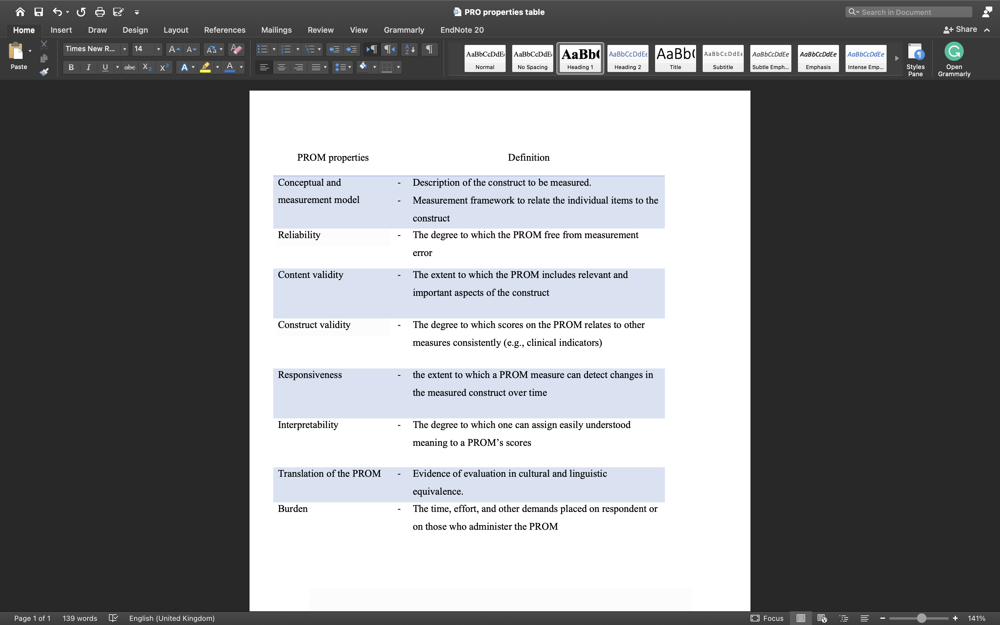 PRO properties table
Search in Document
Home Insert Draw Design Layout References Mailings Review View Grammarly EndNote 20 Share
Paste
Times New R... 14
AaBbCcDdEe Normal
AaBbCcDdEe No Spacing
AaBb( Heading 1
AaBbCcDdEe Heading 2
AaBb( Title
AaBbCcDdEe Subtitle
AaBbCcDdEe Subtle Emph...
AaBbCcDdEe Emphasis
AaBbCcDdEe Intense Emp...
Styles
Pane
Open
Grammarly
PROM properties Definition
Conceptual and
measurement model
- Description of the construct to be measured.
- Measurement framework to relate the individual items to the
construct
Reliability - The degree to which the PROM free from measurement
error
Content validity - The extent to which the PROM includes relevant and
important aspects of the construct
Construct validity - The degree to which scores on the PROM relates to other
measures consistently (e.g., clinical indicators)
Responsiveness - the extent to which a PROM measure can detect changes in
the measured construct over time
Interpretability - The degree to which one can assign easily understood
meaning to a PROM’s scores
Translation of the PROM - Evidence of evaluation in cultural and linguistic
equivalence.
Burden - The time, effort, and other demands placed on respondent or
on those who administer the PROM
Page 1 of 1 139 words English (United Kingdom) Focus 141%